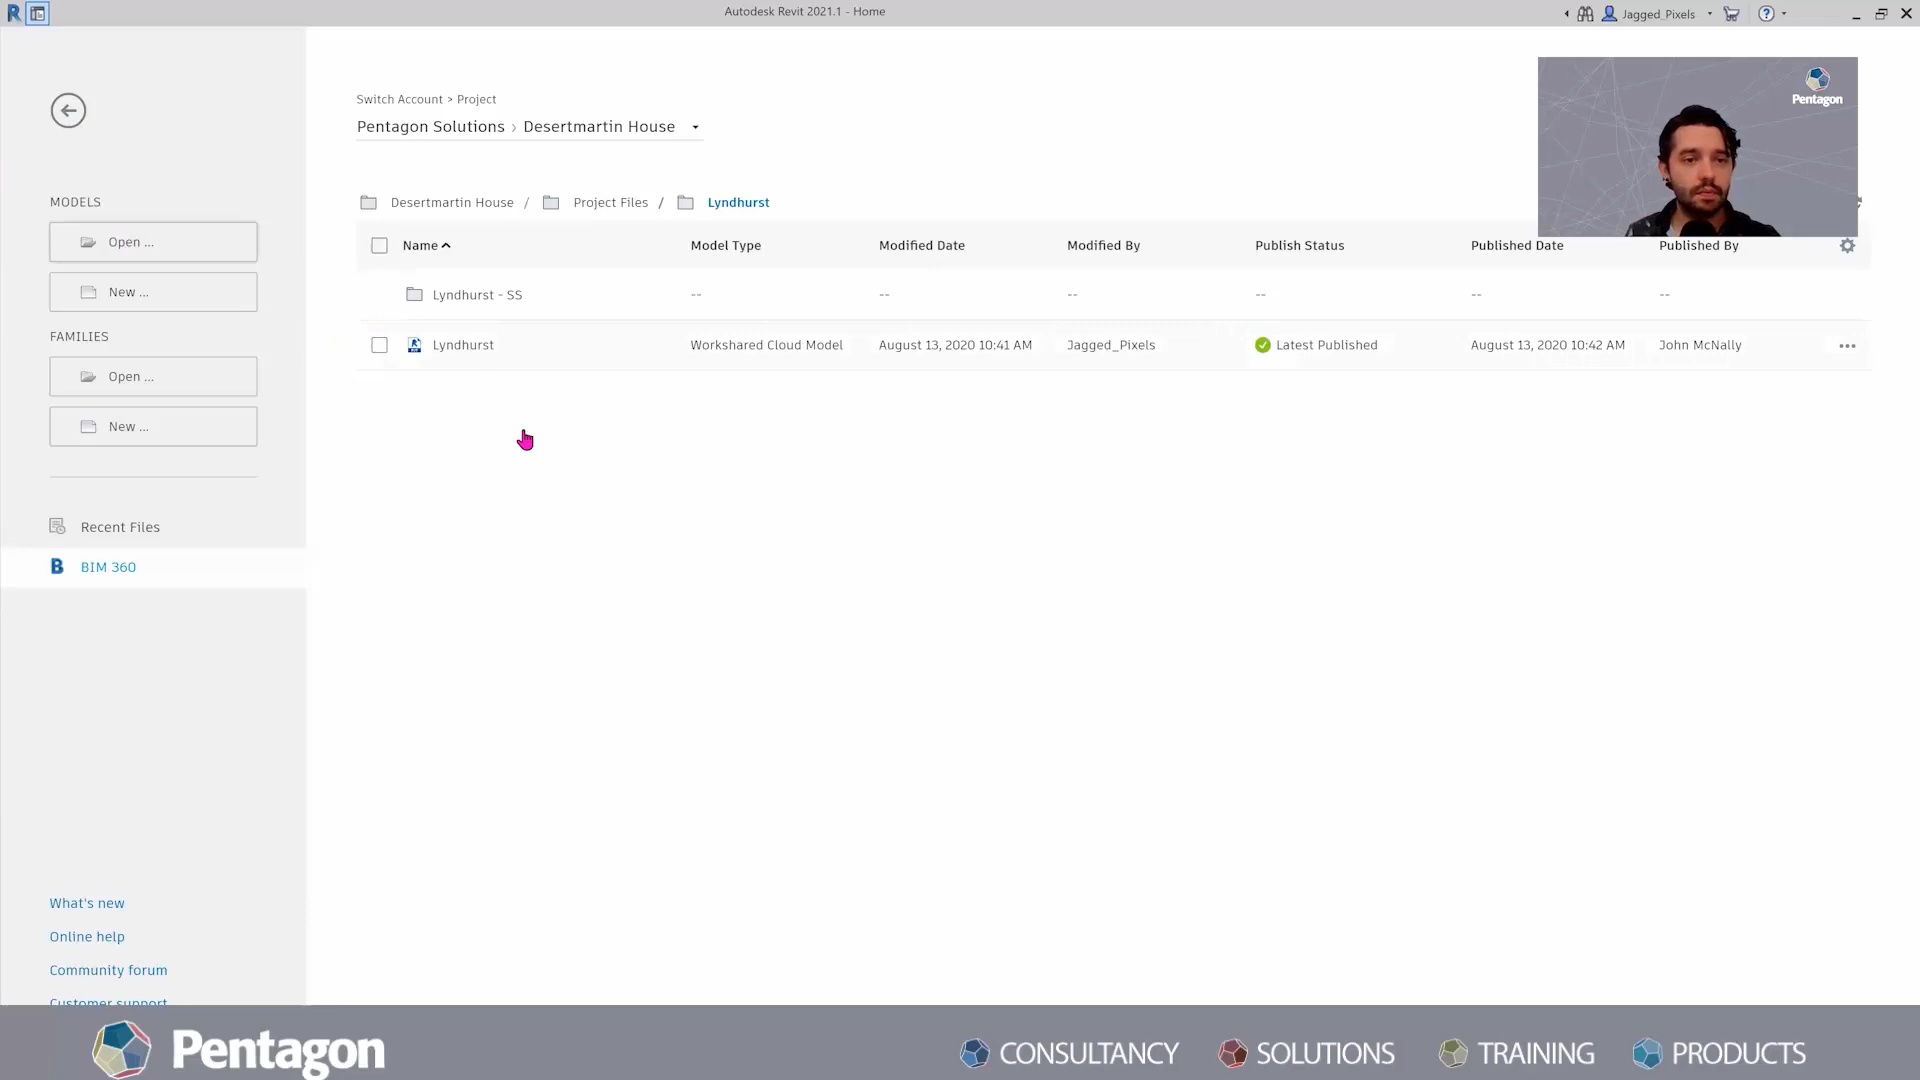 Autodesk Revit 2021.1 - Home
Jagged_Pixels
Pentagon
Switch Account > Project
Pentagon Solutions › Desertmartin House
MODELS
Open ...
New ...
FAMILIES
Open ...
New ...
Recent Files
BIM 360
Desertmartin House / Project Files / Lyndhurst
Name Model Type Modified Date Modified By Publish Status Published Date Published By
Lyndhurst - SS -- -- -- -- -- --
Lyndhurst Workshared Cloud Model August 13, 2020 10:41 AM Jagged_Pixels Latest Published August 13, 2020 10:42 AM John McNally
What's new
Online help
Community forum
Customer support
Pentagon CONSULTANCY SOLUTIONS TRAINING PRODUCTS